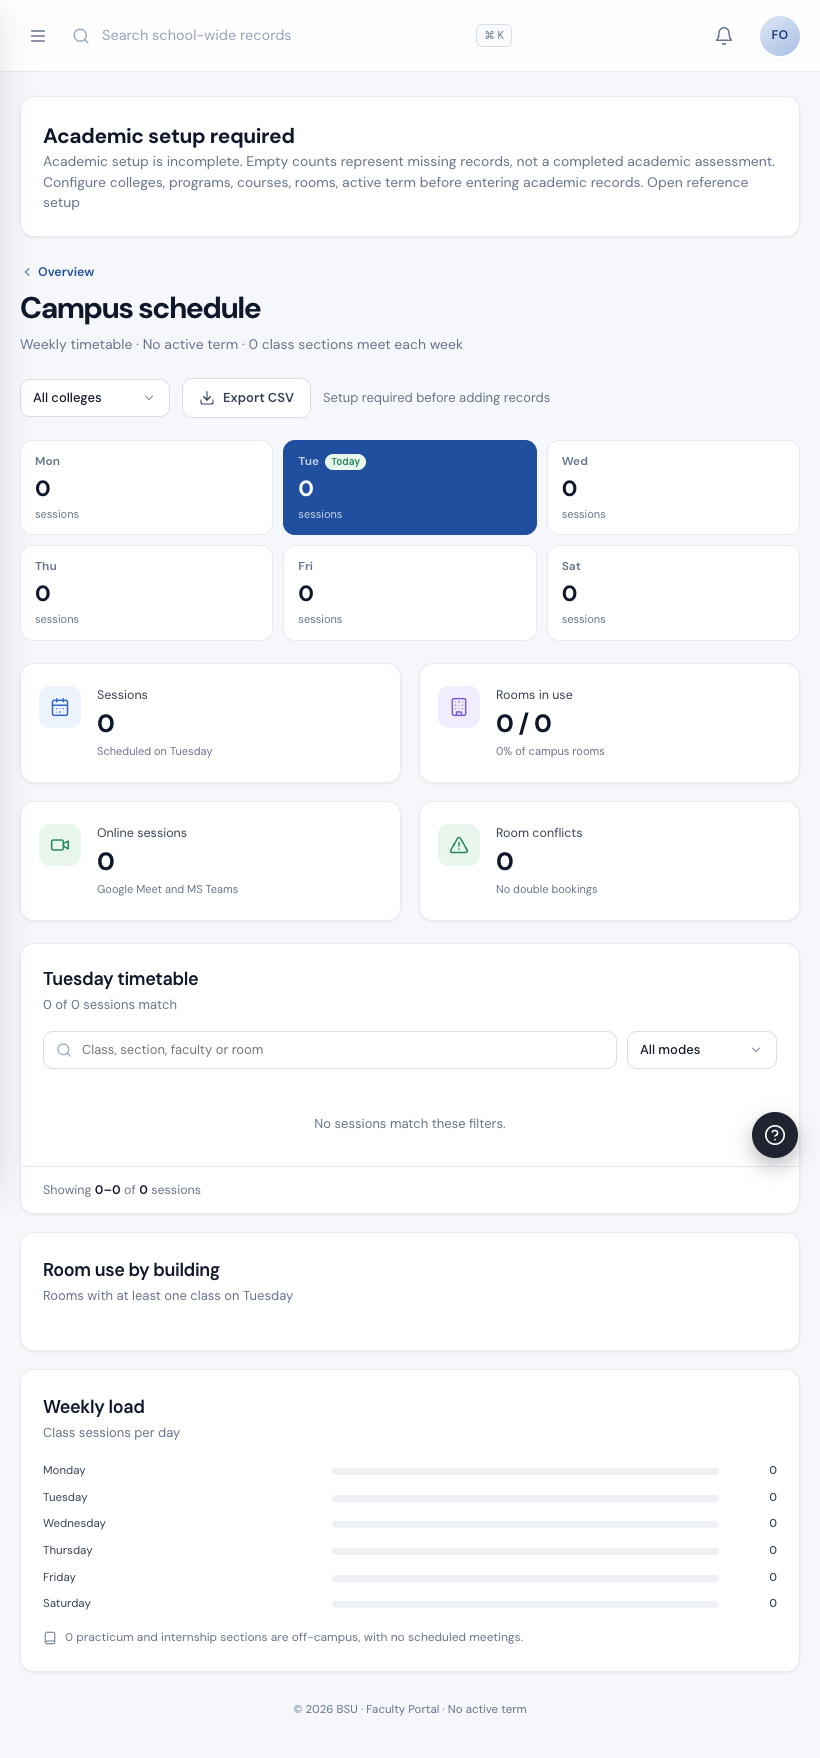 Search school-wide records
⌘ K
FO
Academic setup required
Academic setup is incomplete. Empty counts represent missing records, not a completed academic assessment.
Configure colleges, programs, courses, rooms, active term before entering academic records. Open reference
setup
Overview
Campus schedule
Weekly timetable · No active term · 0 class sections meet each week
All colleges
Export CSV
Setup required before adding records
Mon
0
sessions
Tue Today
0
sessions
Wed
0
sessions
Thu
0
sessions
Fri
0
sessions
Sat
0
sessions
Sessions
0
Scheduled on Tuesday
Rooms in use
0 / 0
0% of campus rooms
Online sessions
0
Google Meet and MS Teams
Room conflicts
0
No double bookings
Tuesday timetable
0 of 0 sessions match
Class, section, faculty or room
All modes
No sessions match these filters.
Showing 0–0 of 0 sessions
Room use by building
Rooms with at least one class on Tuesday
Weekly load
Class sessions per day
Monday 0
Tuesday 0
Wednesday 0
Thursday 0
Friday 0
Saturday 0
0 practicum and internship sections are off-campus, with no scheduled meetings.
© 2026 BSU · Faculty Portal · No active term